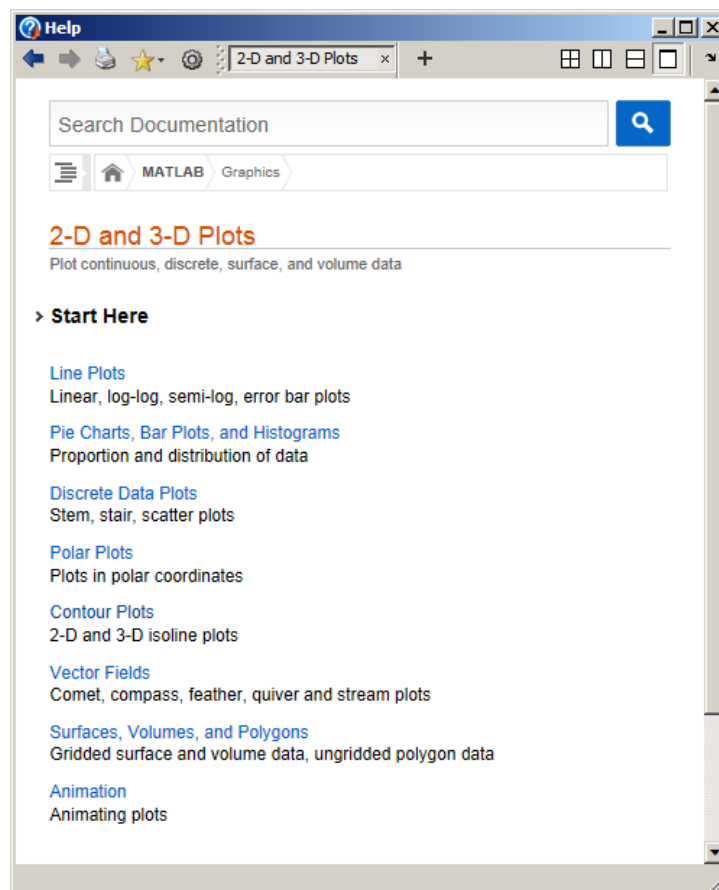 Help
2-D and 3-D Plots
Search Documentation
MATLAB Graphics
2-D and 3-D Plots
Plot continuous, discrete, surface, and volume data
Start Here
Line Plots
Linear, log-log, semi-log, error bar plots
Pie Charts, Bar Plots, and Histograms
Proportion and distribution of data
Discrete Data Plots
Stem, stair, scatter plots
Polar Plots
Plots in polar coordinates
Contour Plots
2-D and 3-D isoline plots
Vector Fields
Comet, compass, feather, quiver and stream plots
Surfaces, Volumes, and Polygons
Gridded surface and volume data, ungridded polygon data
Animation
Animating plots